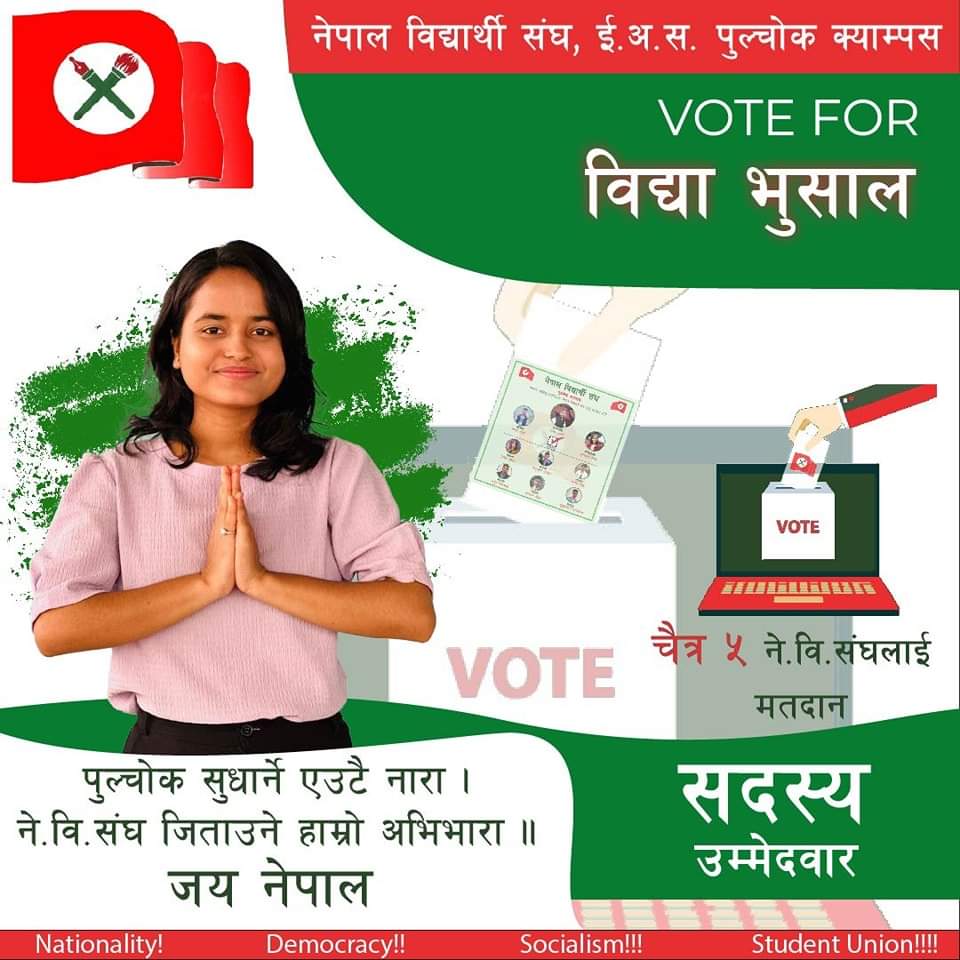 नेपाल विद्यार्थी संघ, ई.अ.स. पुल्चोक क्याम्पस
VOTE FOR
विद्या भुसाल
नेपाल विद्यार्थी संघ
VOTE
VOTE
चैत्र ५ ने.वि.संघलाई
मतदान
पुल्चोक सुधार्ने एउटै नारा ।
ने.वि.संघ जिताउने हाम्रो अभिभारा ॥
जय नेपाल
सदस्य
उम्मेदवार
Nationality! Democracy!! Socialism!!! Student Union!!!!